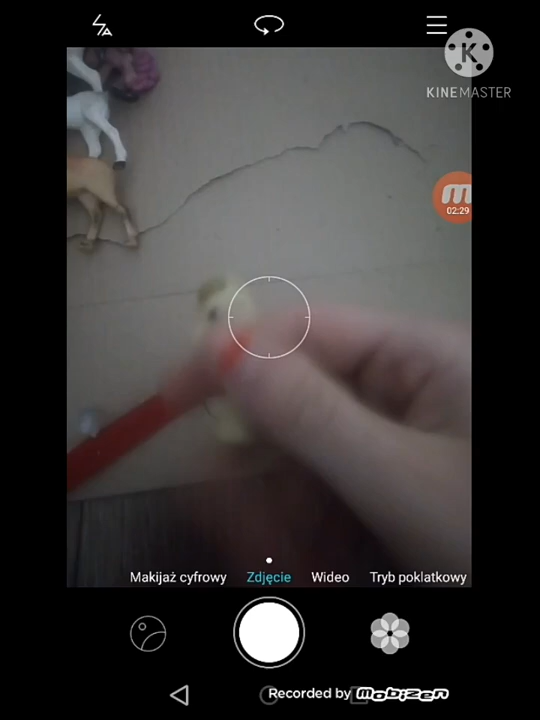 KINEMASTER
02:29
Makijaż cyfrowy
Zdjęcie
Wideo
Tryb poklatkowy
Recorded by Mobizen